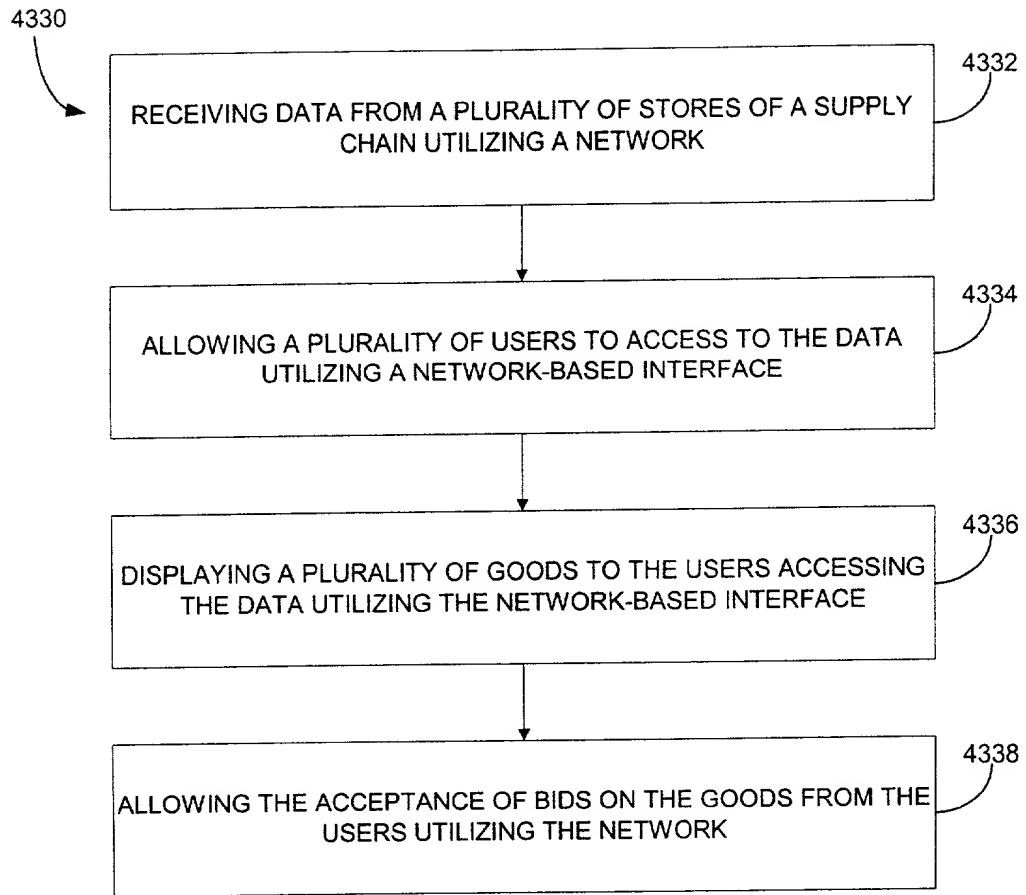 4330
4332
RECEIVING DATA FROM A PLURALITY OF STORES OF A SUPPLY
CHAIN UTILIZING A NETWORK
4334
ALLOWING A PLURALITY OF USERS TO ACCESS TO THE DATA
UTILIZING A NETWORK-BASED INTERFACE
4336
DISPLAYING A PLURALITY OF GOODS TO THE USERS ACCESSING
THE DATA UTILIZING THE NETWORK-BASED INTERFACE
4338
ALLOWING THE ACCEPTANCE OF BIDS ON THE GOODS FROM THE
USERS UTILIZING THE NETWORK